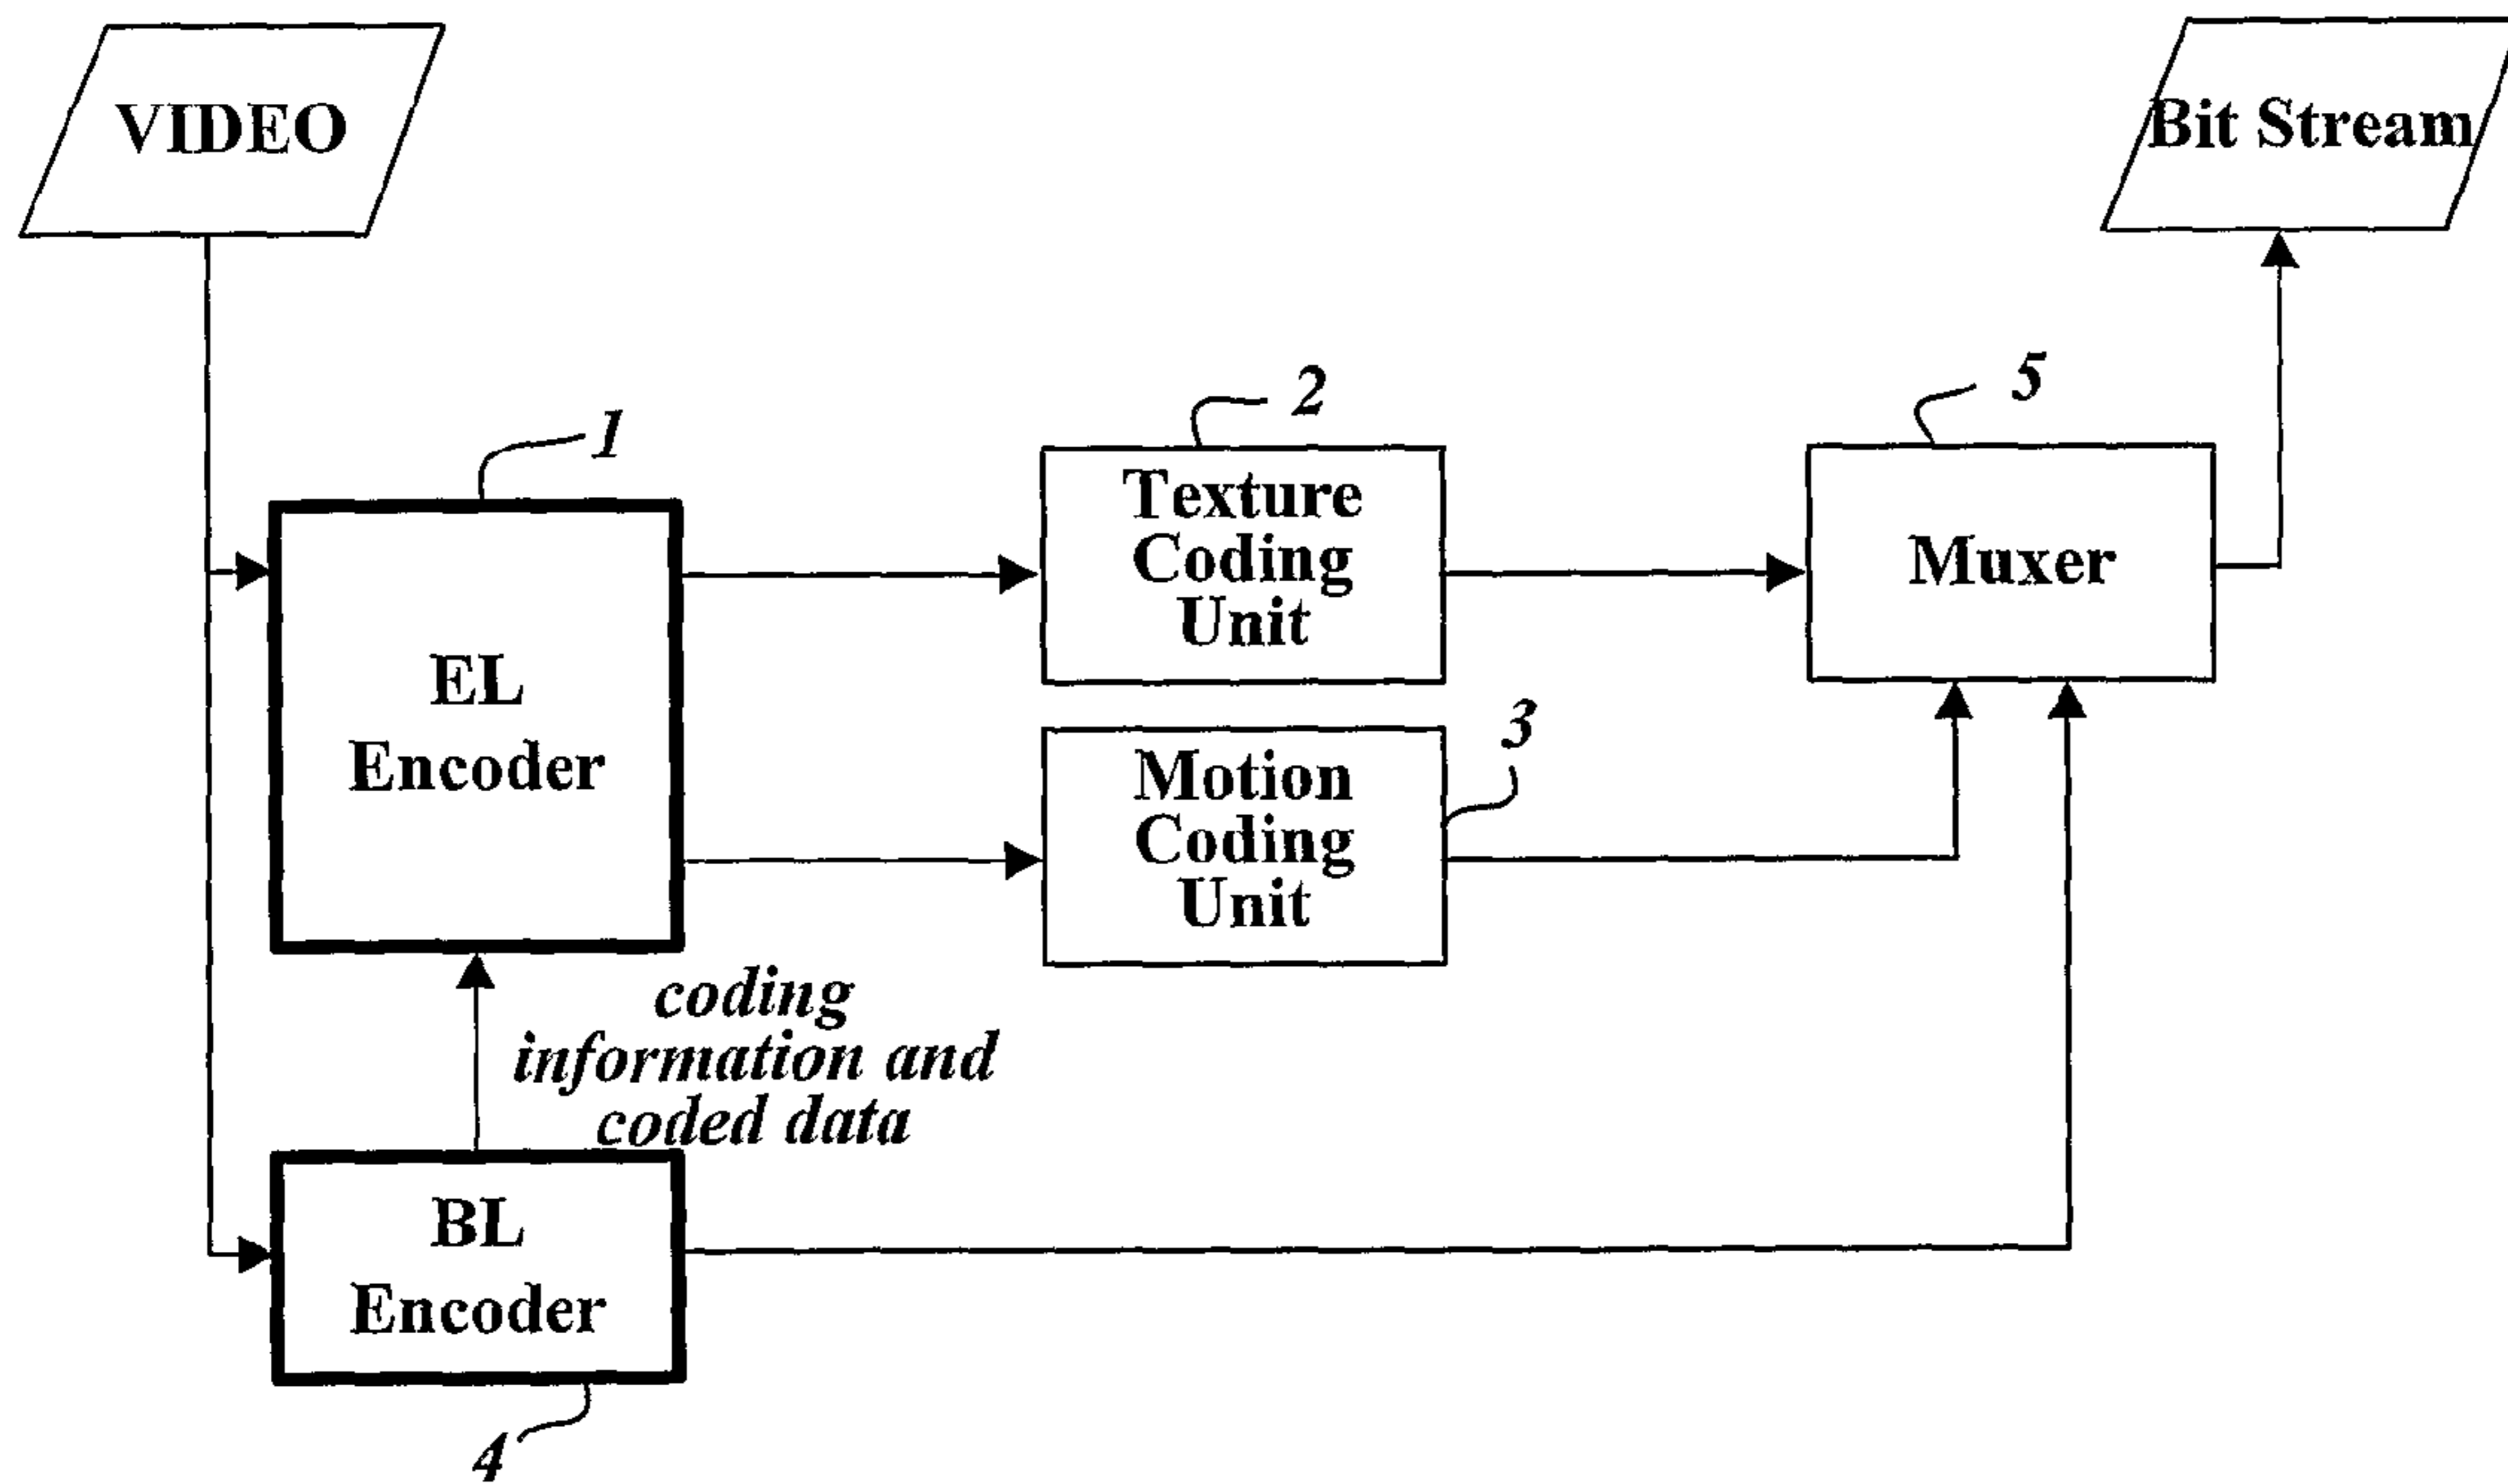 VIDEO
Bit Stream
1
2
5
EL
Encoder
Texture
Coding
Unit
Muxer
3
Motion
Coding
Unit
coding
information and
coded data
BL
Encoder
4